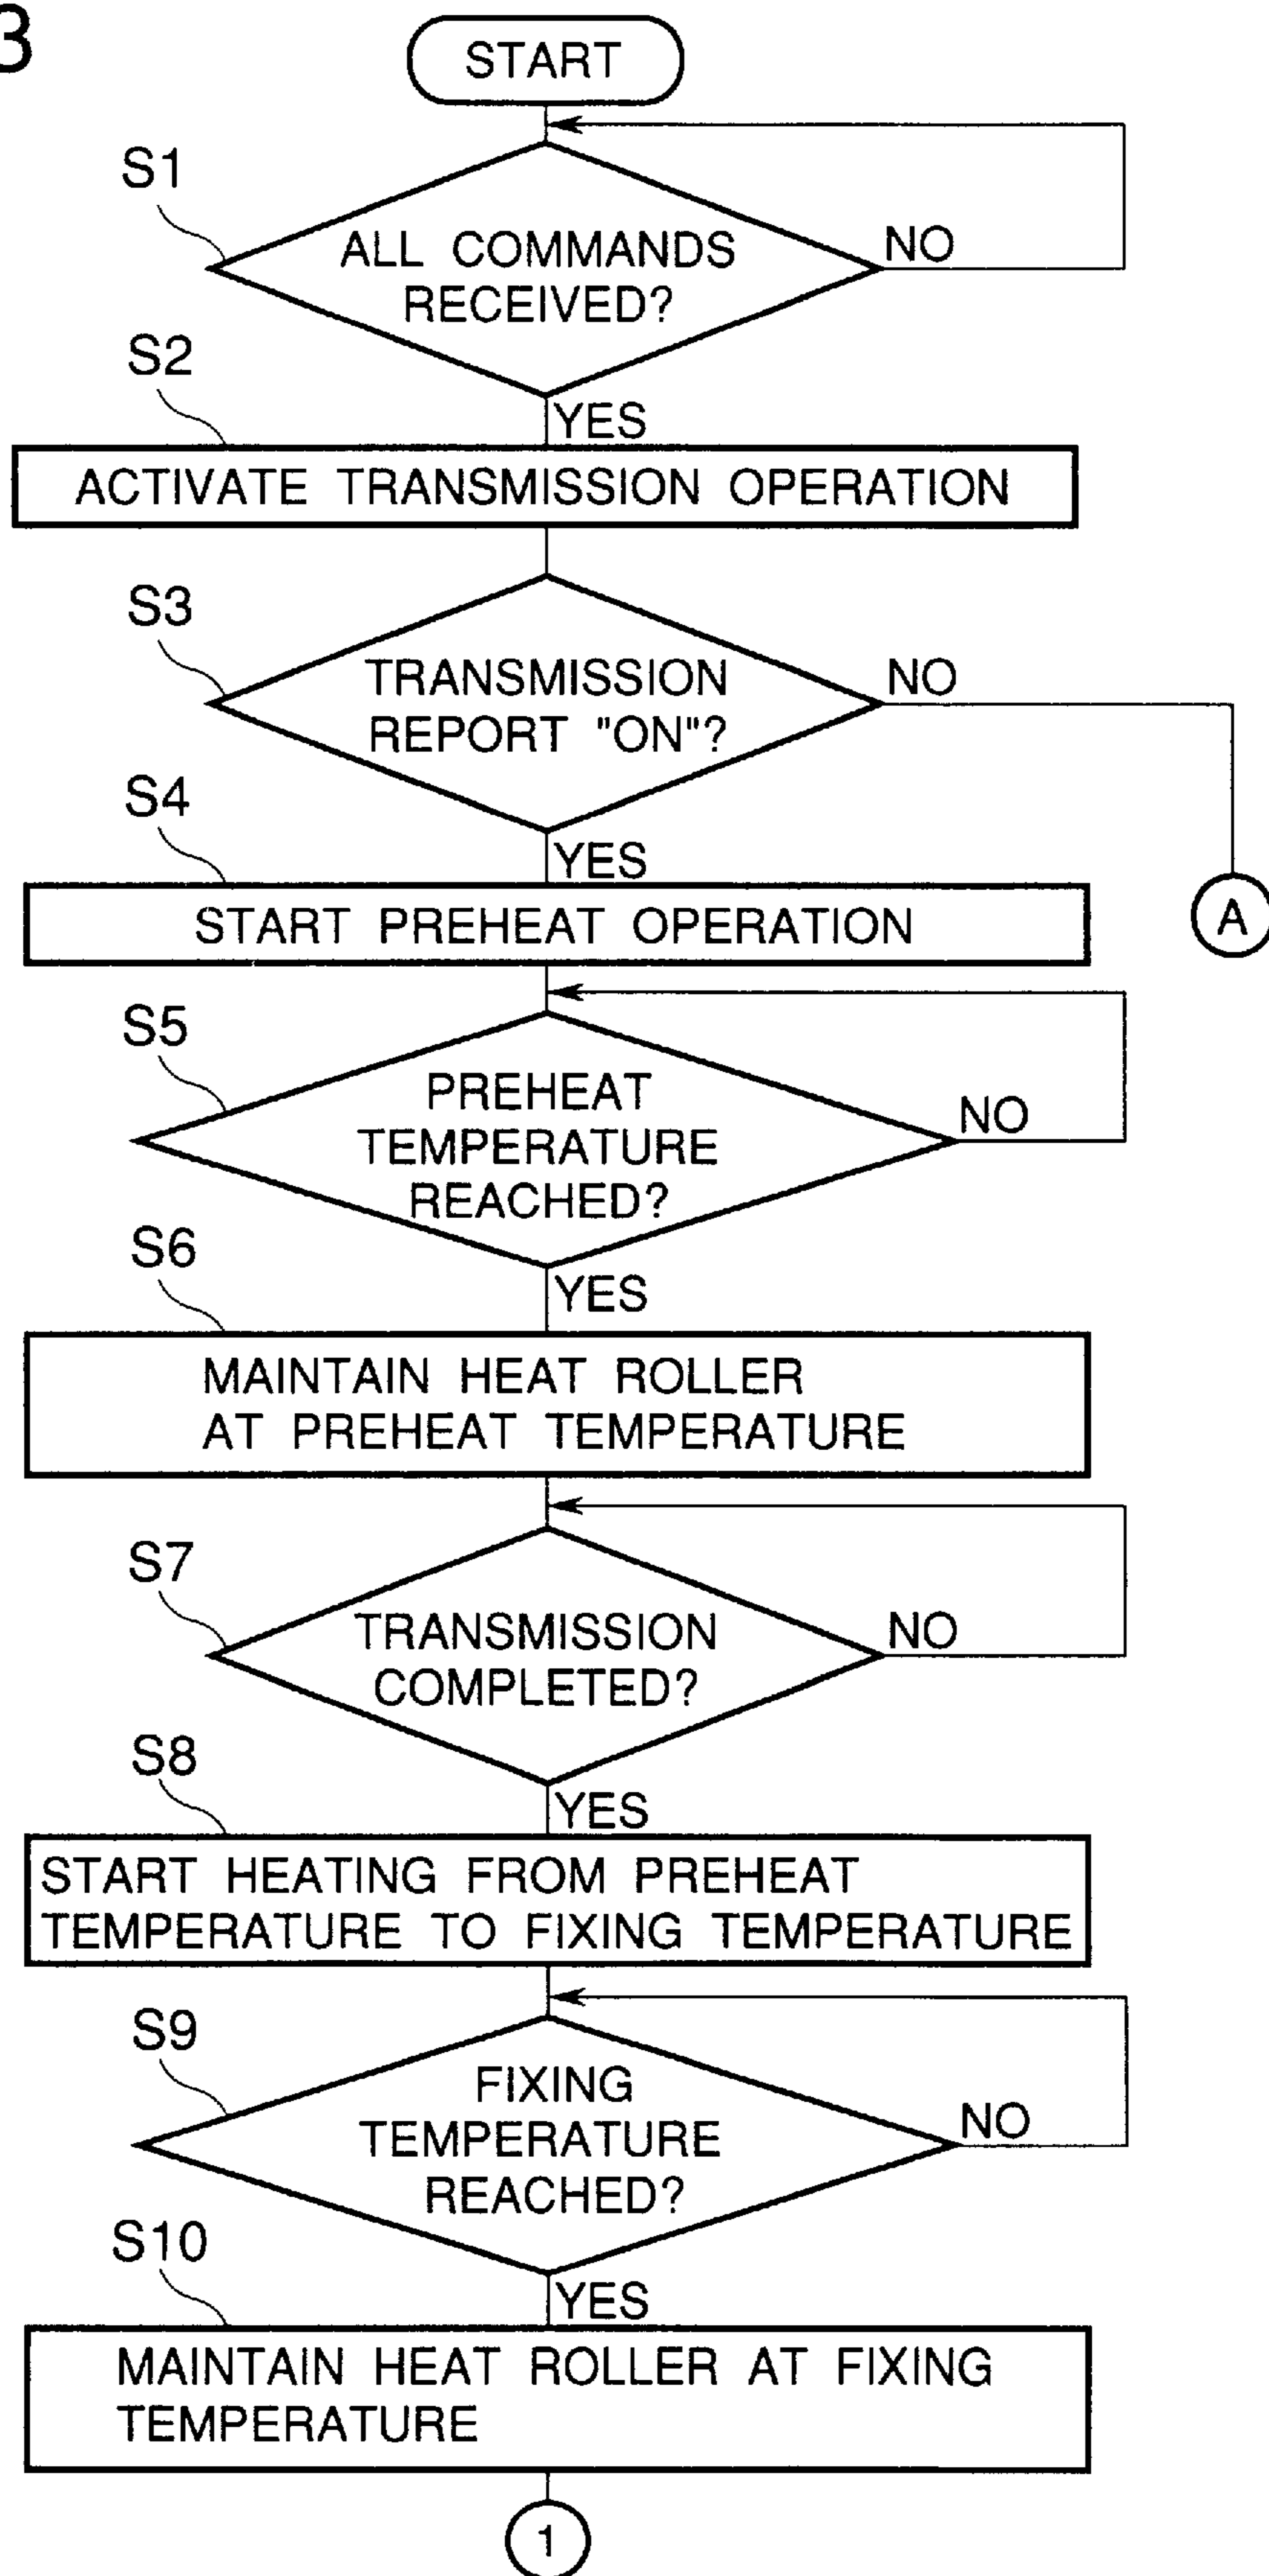 3
START
S1
ALL COMMANDS
RECEIVED?
NO
S2
YES
ACTIVATE TRANSMISSION OPERATION
S3
TRANSMISSION
REPORT "ON"?
NO
S4
YES
START PREHEAT OPERATION
A
S5
PREHEAT
TEMPERATURE
REACHED?
NO
S6
YES
MAINTAIN HEAT ROLLER
AT PREHEAT TEMPERATURE
S7
TRANSMISSION
COMPLETED?
NO
S8
YES
START HEATING FROM PREHEAT
TEMPERATURE TO FIXING TEMPERATURE
S9
FIXING
TEMPERATURE
REACHED?
NO
S10
YES
MAINTAIN HEAT ROLLER AT FIXING
TEMPERATURE
1